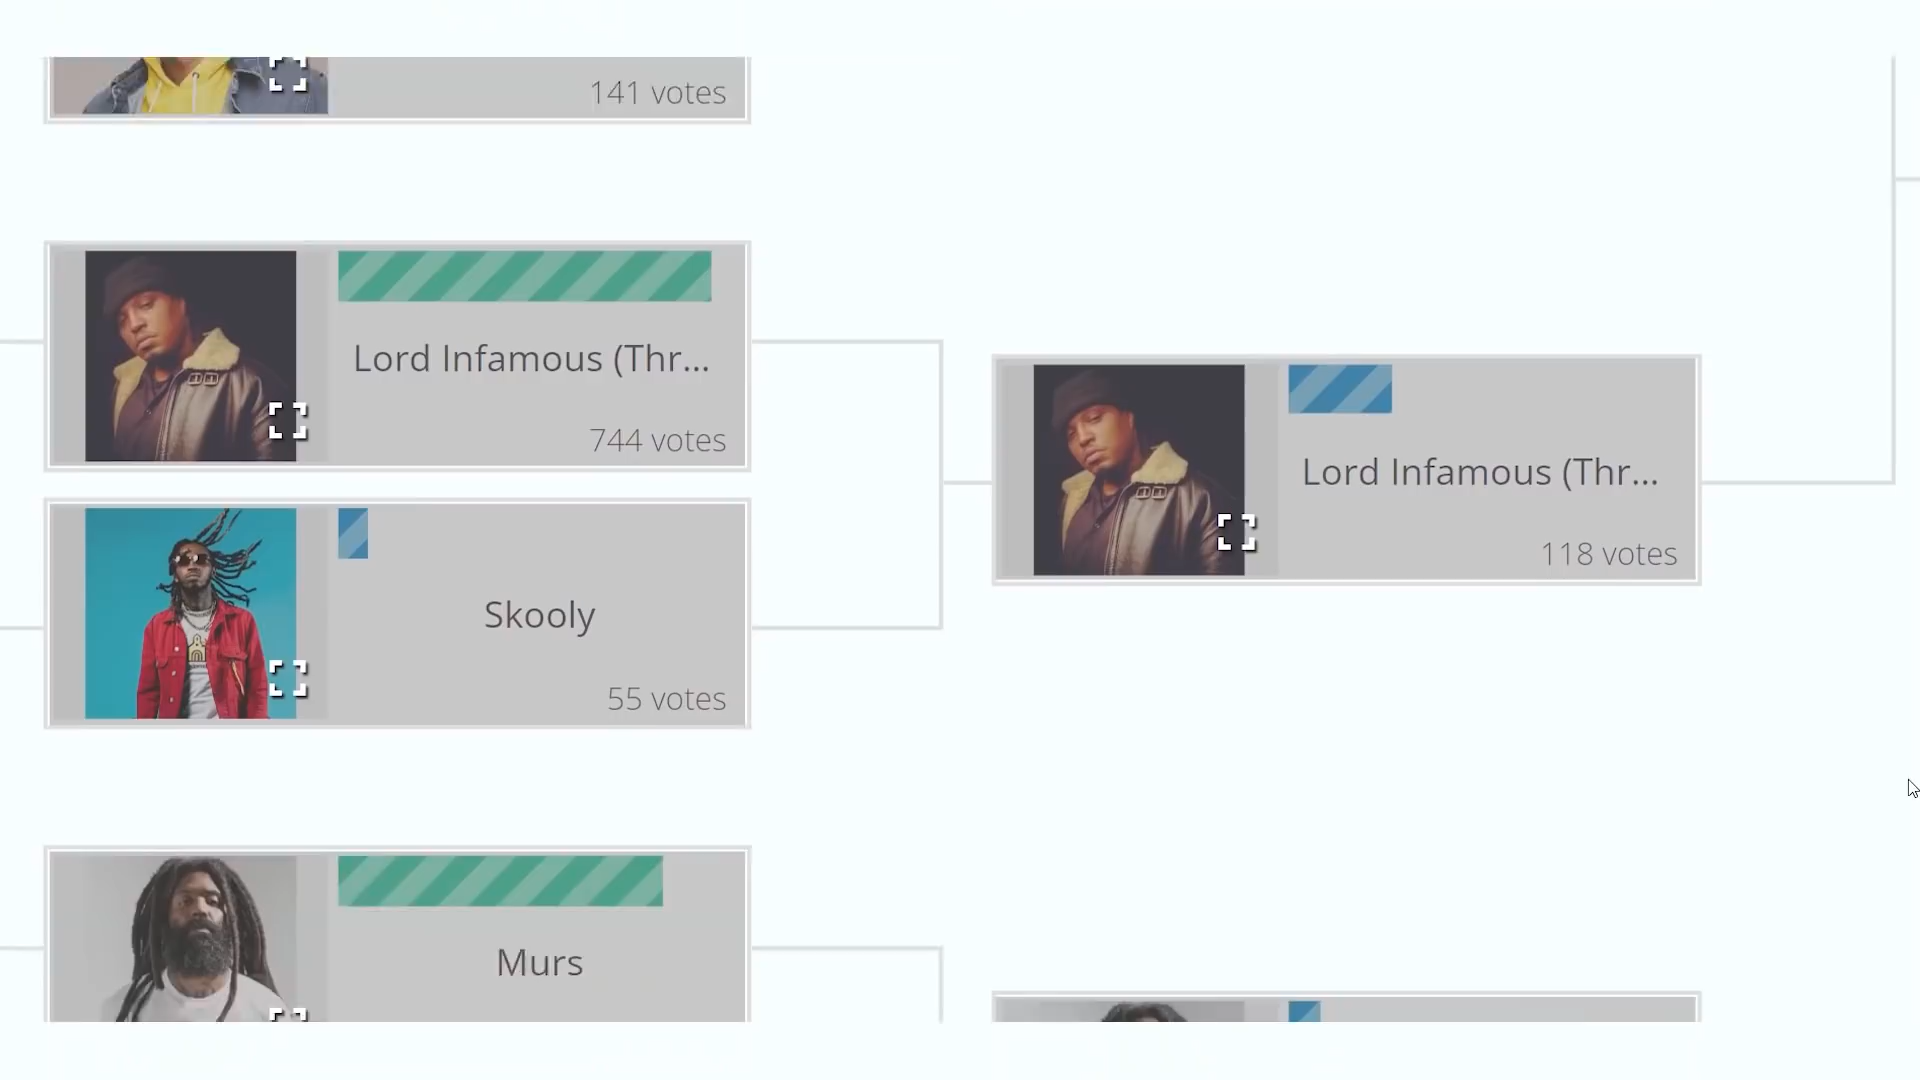 141 votes
Lord Infamous (Thr...
744 votes
Skooly
55 votes
Lord Infamous (Thr...
118 votes
Murs